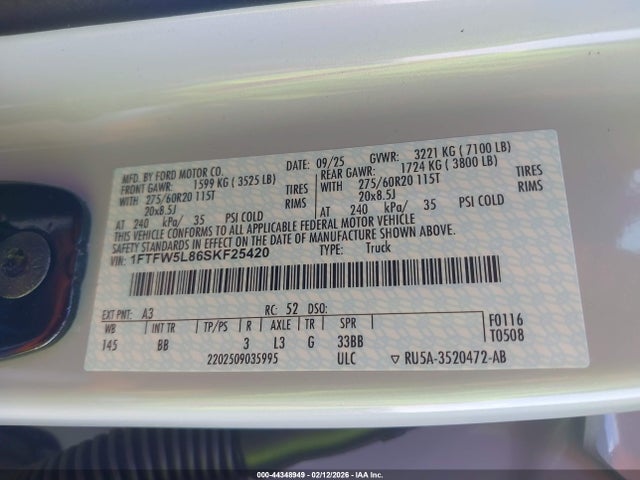 MFD. BY FORD MOTOR CO. DATE: 09/25 GVWR: 3221 KG ( 7100 LB)
FRONT GAWR: 1599 KG ( 3525 LB) REAR GAWR: 1724 KG ( 3800 LB)
WITH 275/60R20 115T TIRES WITH 275/60R20 115T TIRES
20x8.5J RIMS 20x8.5J RIMS
AT 240 kPa/ 35 PSI COLD AT 240 kPa/ 35 PSI COLD
THIS VEHICLE CONFORMS TO ALL APPLICABLE FEDERAL MOTOR VEHICLE
SAFETY STANDARDS IN EFFECT ON THE DATE OF MANUFACTURE SHOWN ABOVE.
VIN: 1FTFW5L86SKF25420 TYPE: Truck
EXT PNT: A3 RC: 52 DSO:
WB INT TR TP/PS R AXLE TR SPR F0116
145 BB 3 L3 G 33BB T0508
2202509035995 ULC ▽ RU5A-3520472-AB
000-44348949 - 02/12/2026 - IAA Inc.